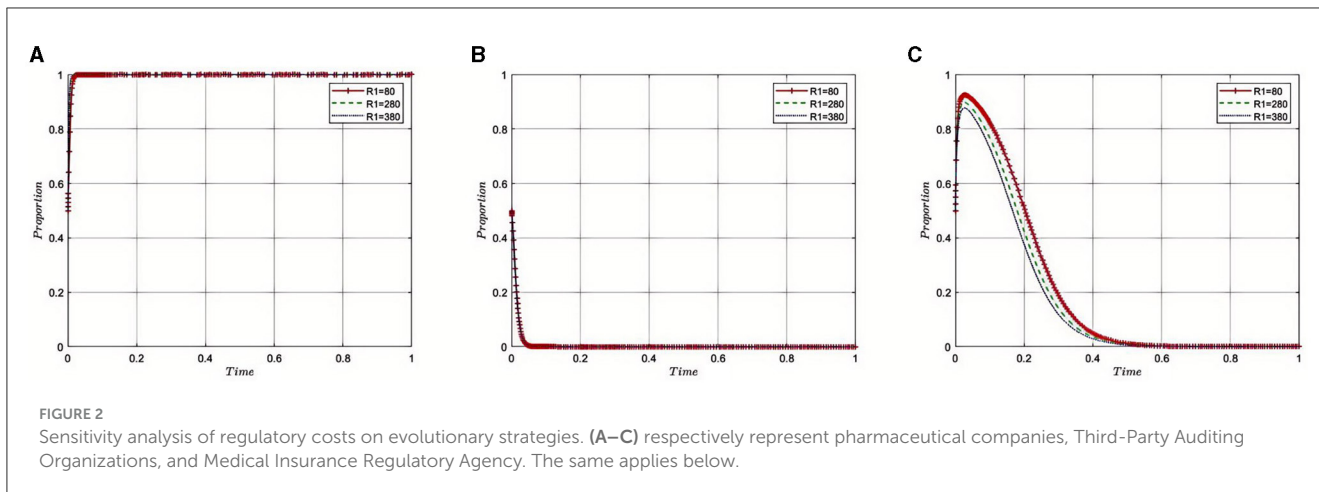 A
B
C
R1=80
R1=280
R1=380
R1=80
R1=280
R1=380
R1=80
R1=280
R1=380
Proportion
Proportion
Proportion
1
0.8
0.6
0.4
0.2
0
1
0.8
0.6
0.4
0.2
0
1
0.8
0.6
0.4
0.2
0
0 0.2 0.4 0.6 0.8 1
0 0.2 0.4 0.6 0.8 1
0 0.2 0.4 0.6 0.8 1
Time
Time
Time
FIGURE 2
Sensitivity analysis of regulatory costs on evolutionary strategies. (A–C) respectively represent pharmaceutical companies, Third-Party Auditing
Organizations, and Medical Insurance Regulatory Agency. The same applies below.